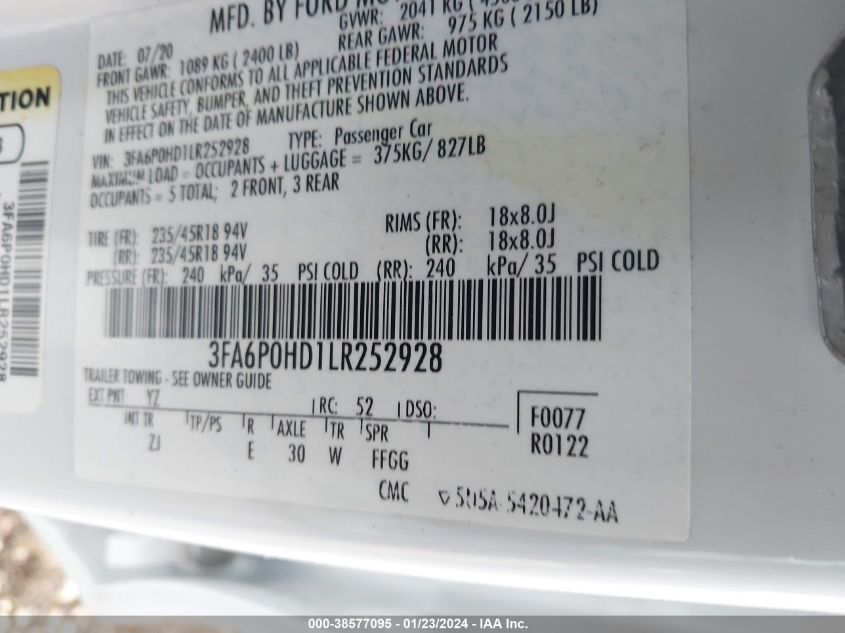 MFD. BY FORD MO
GVWR: 2041 KG (
DATE: 07/20
FRONT GAWR: 1089 KG ( 2400 LB) REAR GAWR: 975 KG ( 2150 LB)
THIS VEHICLE CONFORMS TO ALL APPLICABLE FEDERAL MOTOR
VEHICLE SAFETY, BUMPER, AND THEFT PREVENTION STANDARDS
IN EFFECT ON THE DATE OF MANUFACTURE SHOWN ABOVE.
VIN: 3FA6P0HD1LR252928 TYPE: Passenger Car
MAXIMUM LOAD = OCCUPANTS + LUGGAGE = 375KG/ 827LB
OCCUPANTS = 5 TOTAL; 2 FRONT, 3 REAR
TIRE (FR): 235/45R18 94V RIMS (FR): 18x8.0J
(RR): 235/45R18 94V (RR): 18x8.0J
PRESSURE (FR): 240 kPa/ 35 PSI COLD (RR): 240 kPa/ 35 PSI COLD
3FA6P0HD1LR252928
TRAILER TOWING - SEE OWNER GUIDE
EXT PNT YZ RC: 52 DSO:
INT TR TP/PS R AXLE TR SPR
ZJ E 30 W FFGG
F0077
R0122
CMC 5U5A-5420472-AA
TION
3FA6P0HD1LR252928
000-38577095 - 01/23/2024 - IAA Inc.